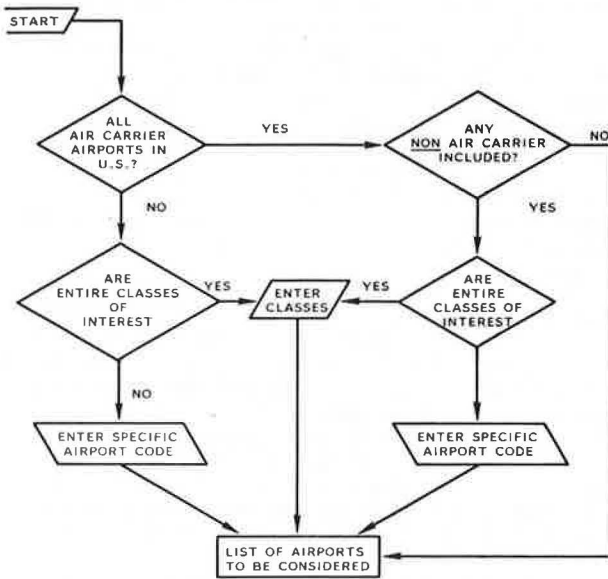 START
ALL
AIR CARRIER
AIRPORTS IN
U.S.?
YES
ANY
NON AIR CARRIER
INCLUDED?
NO
NO
YES
ARE
ENTIRE CLASSES
OF
INTEREST
YES
ENTER
CLASSES
YES
ARE
ENTIRE
CLASSES OF
INTEREST
NO
ENTER SPECIFIC
AIRPORT CODE
ENTER SPECIFIC
AIRPORT CODE
LIST OF AIRPORTS
TO BE CONSIDERED